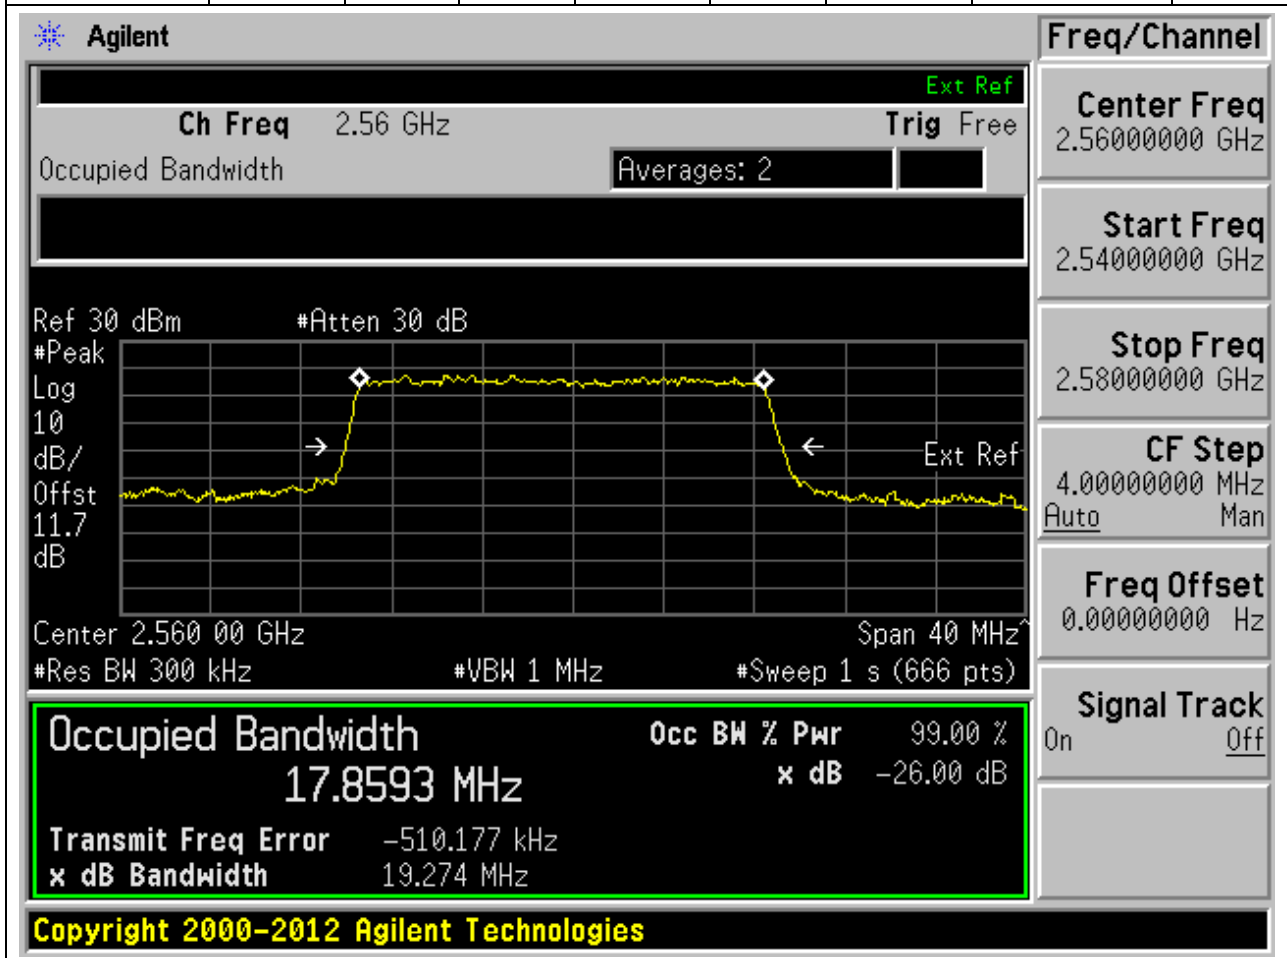 Agilent
Freq/Channel
Ext Ref
Ch Freq 2.56 GHz Trig Free
Occupied Bandwidth Averages: 2
Center Freq
2.56000000 GHz
Start Freq
2.54000000 GHz
Stop Freq
2.58000000 GHz
CF Step
4.00000000 MHz
Auto Man
Freq Offset
0.00000000 Hz
Signal Track
On Off
Ref 30 dBm #Atten 30 dB
#Peak
Log
10
dB/
Offst
11.7
dB
Ext Ref
Center 2.560 00 GHz Span 40 MHz^
#Res BW 300 kHz #VBW 1 MHz #Sweep 1 s (666 pts)
Occupied Bandwidth
17.8593 MHz
Occ BW % Pwr 99.00 %
x dB -26.00 dB
Transmit Freq Error -510.177 kHz
x dB Bandwidth 19.274 MHz
Copyright 2000-2012 Agilent Technologies